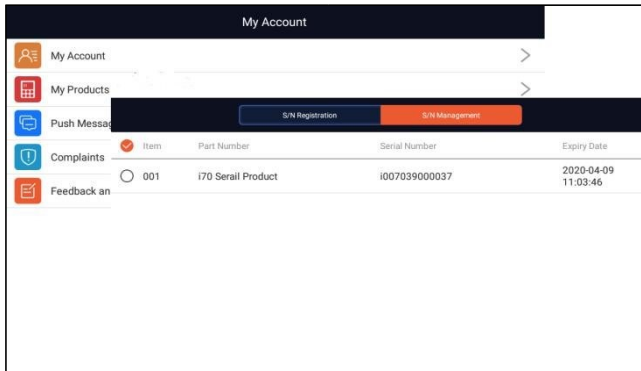 My Account
My Account
My Products
Push Messag
Complaints
Feedback an
S/N Registration
S/N Management
Item Part Number Serial Number Expiry Date
001 i70 Serail Product i007039000037 2020-04-09
11:03:46